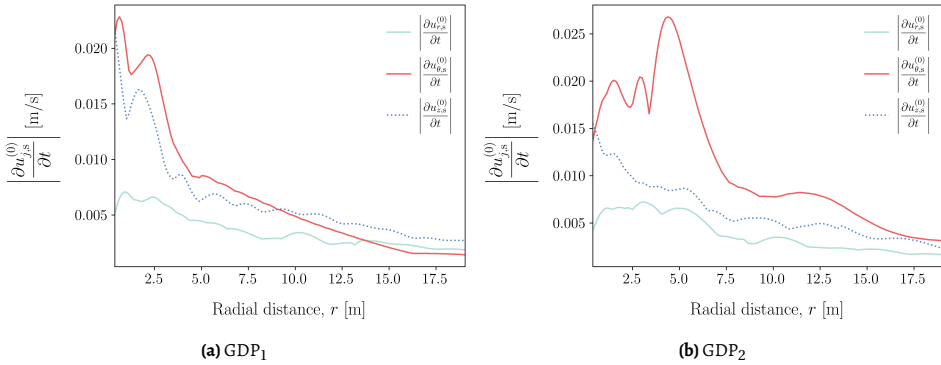 |∂u_{r,s}^{(0)}/∂t|
|∂u_{θ,s}^{(0)}/∂t|
|∂u_{z,s}^{(0)}/∂t|
0.020
0.015
0.010
0.005
|∂u_{j,s}^{(0)}/∂t| [m/s]
2.5 5.0 7.5 10.0 12.5 15.0 17.5
Radial distance, r [m]
(a) GDP₁
|∂u_{r,s}^{(0)}/∂t|
|∂u_{θ,s}^{(0)}/∂t|
|∂u_{z,s}^{(0)}/∂t|
0.025
0.020
0.015
0.010
0.005
|∂u_{j,s}^{(0)}/∂t| [m/s]
2.5 5.0 7.5 10.0 12.5 15.0 17.5
Radial distance, r [m]
(b) GDP₂